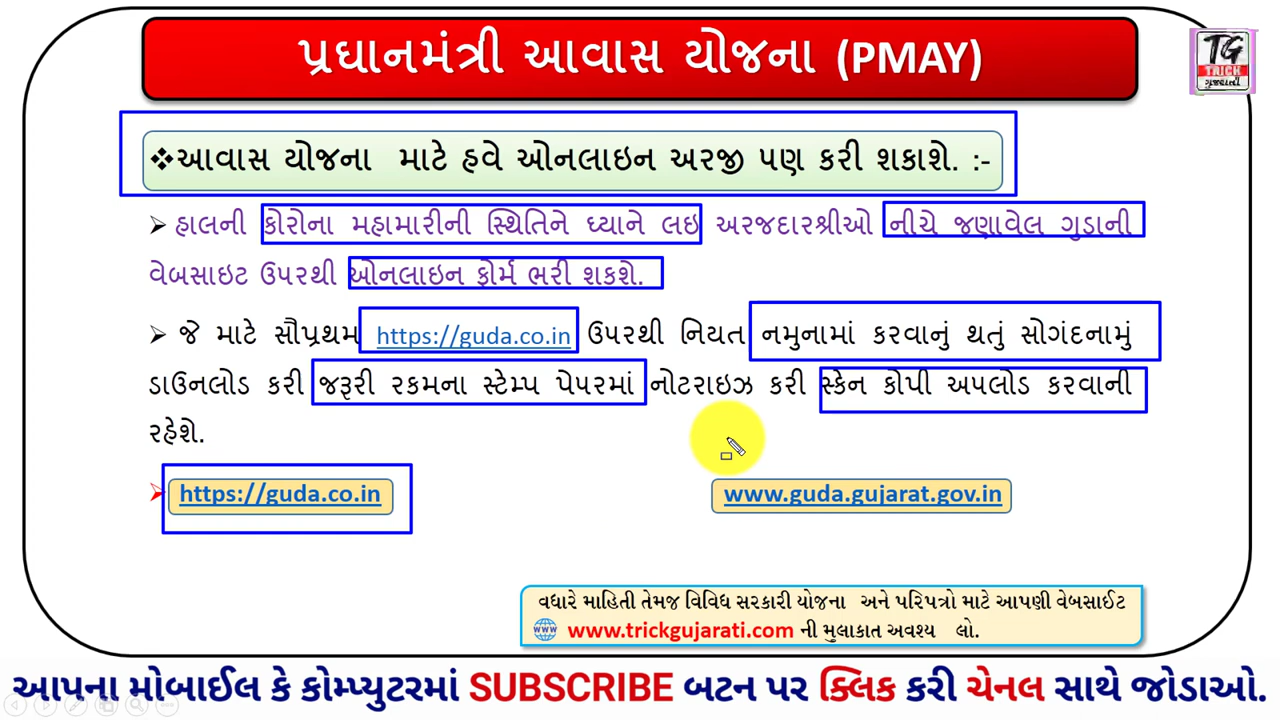 પ્રધાનમંત્રી આવાસ યોજના (PMAY)
TG
TRICK
ગુજરાતી
❖આવાસ યોજના માટે હવે ઓનલાઇન અરજી પણ કરી શકાશે. :-
➢ હાલની કોરોના મહામારીની સ્થિતિને ધ્યાને લઇ અરજદારશ્રીઓ નીચે જણાવેલ ગુડાની
વેબસાઇટ ઉપરથી ઓનલાઇન ફોર્મ ભરી શકશે.
➢ જે માટે સૌપ્રથમ https://guda.co.in ઉપરથી નિયત નમુનામાં કરવાનું થતું સોગંદનામું
ડાઉનલોડ કરી જરૂરી રકમના સ્ટેમ્પ પેપરમાં નોટરાઇઝ કરી સ્કેન કોપી અપલોડ કરવાની
રહેશે.
➢ https://guda.co.in www.guda.gujarat.gov.in
વધારે માહિતી તેમજ વિવિધ સરકારી યોજના અને પરિપત્રો માટે આપણી વેબસાઈટ
www.trickgujarati.com ની મુલાકાત અવશ્ય લો.
આપના મોબાઈલ કે કોમ્પ્યુટરમાં SUBSCRIBE બટન પર ક્લિક કરી ચેનલ સાથે જોડાઓ.